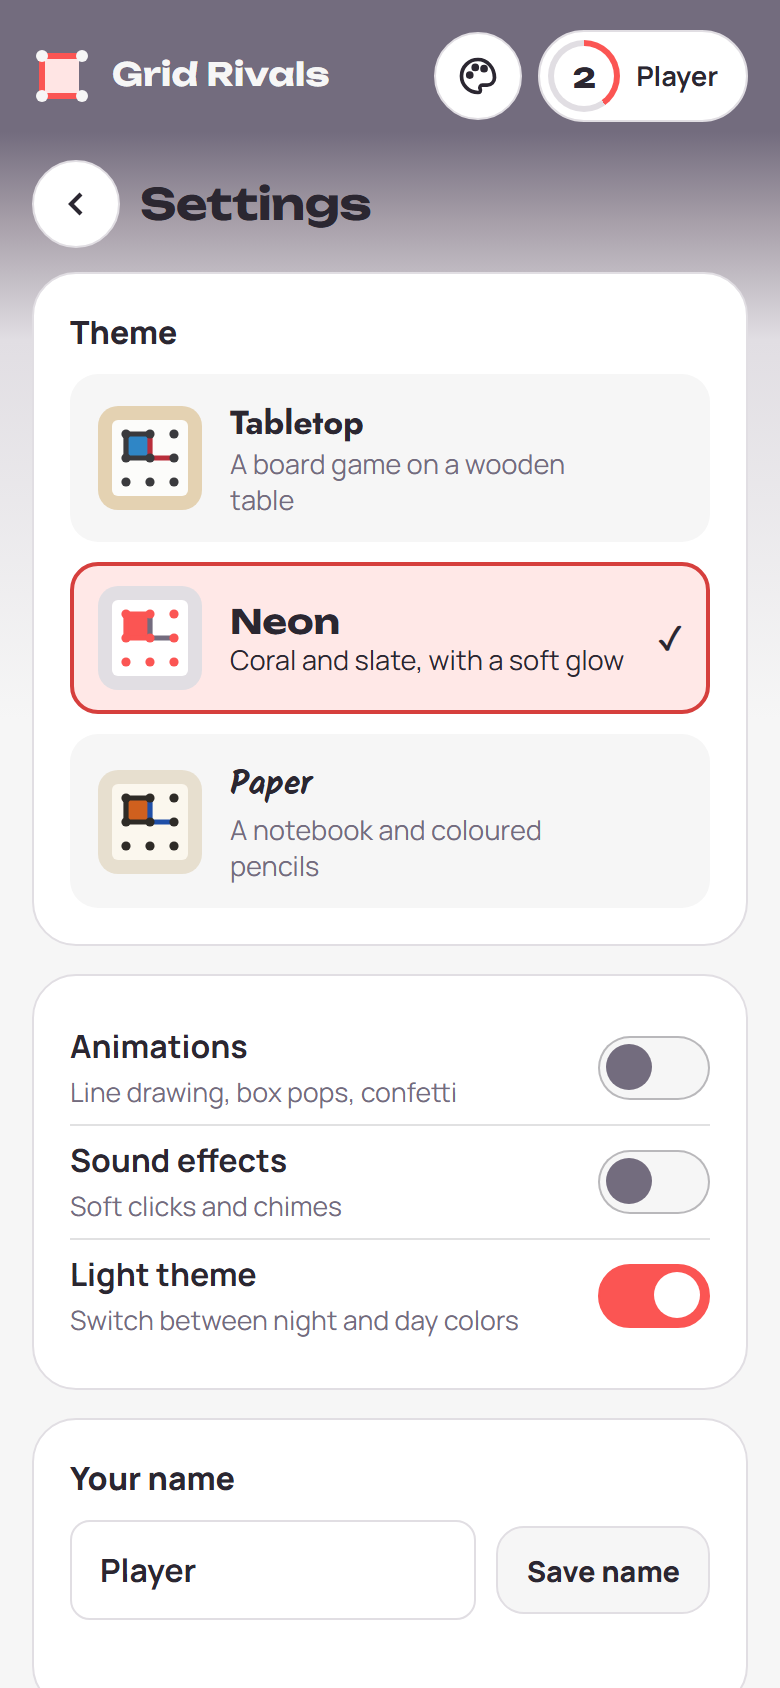 Grid Rivals
2
Player
Settings
Theme
Tabletop
A board game on a wooden
table
Neon
Coral and slate, with a soft glow
Paper
A notebook and coloured
pencils
Animations
Line drawing, box pops, confetti
Sound effects
Soft clicks and chimes
Light theme
Switch between night and day colors
Your name
Player
Save name